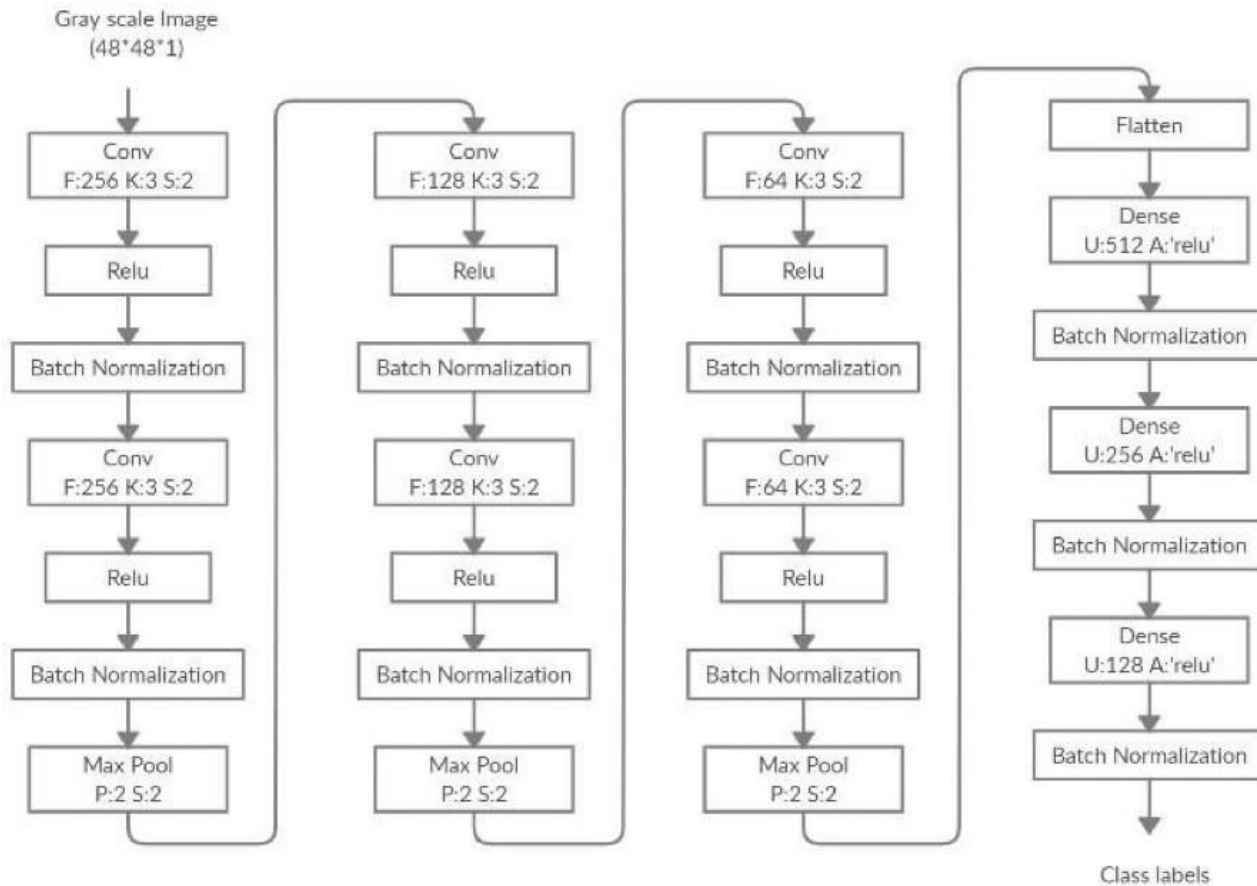 Gray scale Image
(48*48*1)
Conv
F:256 K:3 S:2
Relu
Batch Normalization
Conv
F:256 K:3 S:2
Relu
Batch Normalization
Max Pool
P:2 S:2
Conv
F:128 K:3 S:2
Relu
Batch Normalization
Conv
F:128 K:3 S:2
Relu
Batch Normalization
Max Pool
P:2 S:2
Conv
F:64 K:3 S:2
Relu
Batch Normalization
Conv
F:64 K:3 S:2
Relu
Batch Normalization
Max Pool
P:2 S:2
Flatten
Dense
U:512 A:'relu'
Batch Normalization
Dense
U:256 A:'relu'
Batch Normalization
Dense
U:128 A:'relu'
Batch Normalization
Class labels